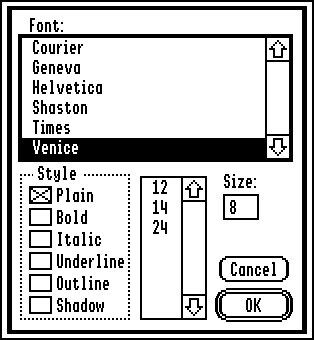 Font:
Courier
Geneva
Helvetica
Shaston
Times
Venice
Style
Plain
Bold
Italic
Underline
Outline
Shadow
12
14
24
Size:
8
Cancel
OK